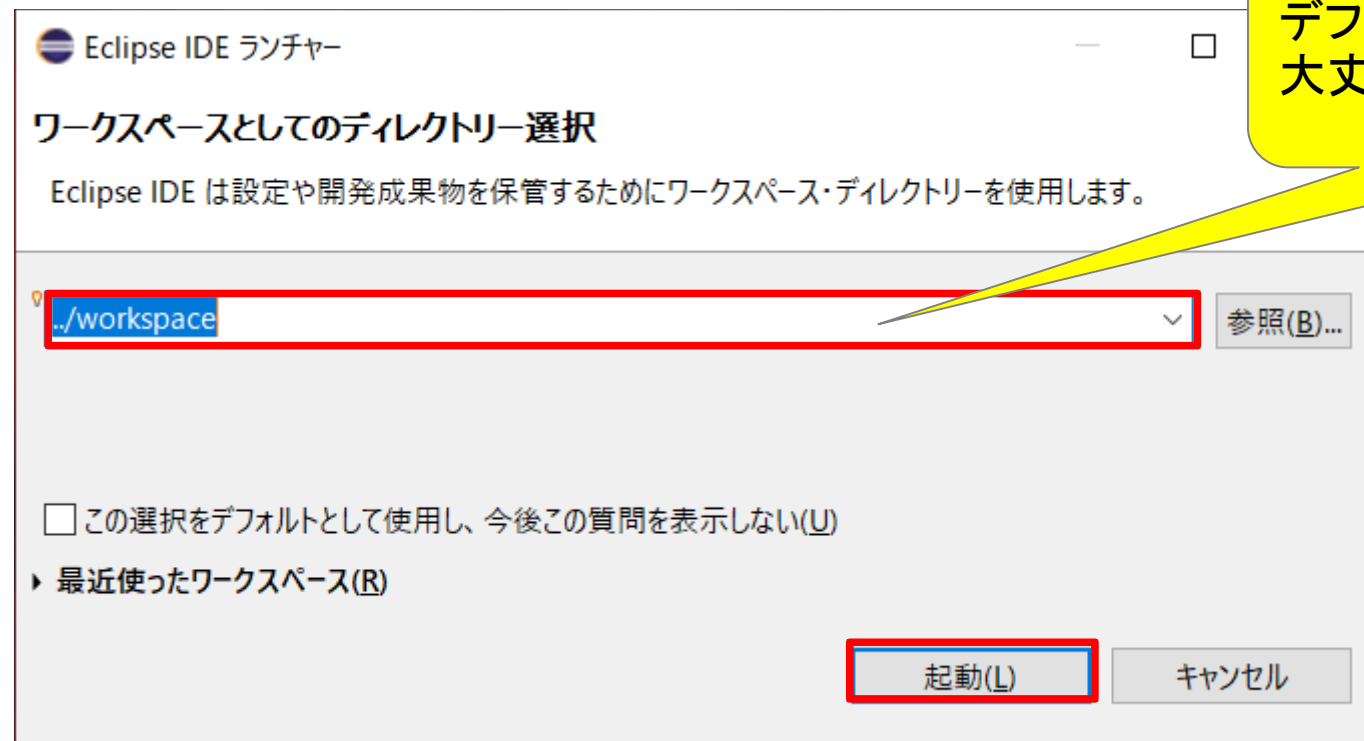 デフ
大丈
Eclipse IDE ランチャー
ワークスペースとしてのディレクトリー選択
Eclipse IDE は設定や開発成果物を保管するためにワークスペース・ディレクトリーを使用します。
../workspace
参照(B)...
この選択をデフォルトとして使用し、今後この質問を表示しない(U)
最近使ったワークスペース(R)
起動(L)
キャンセル